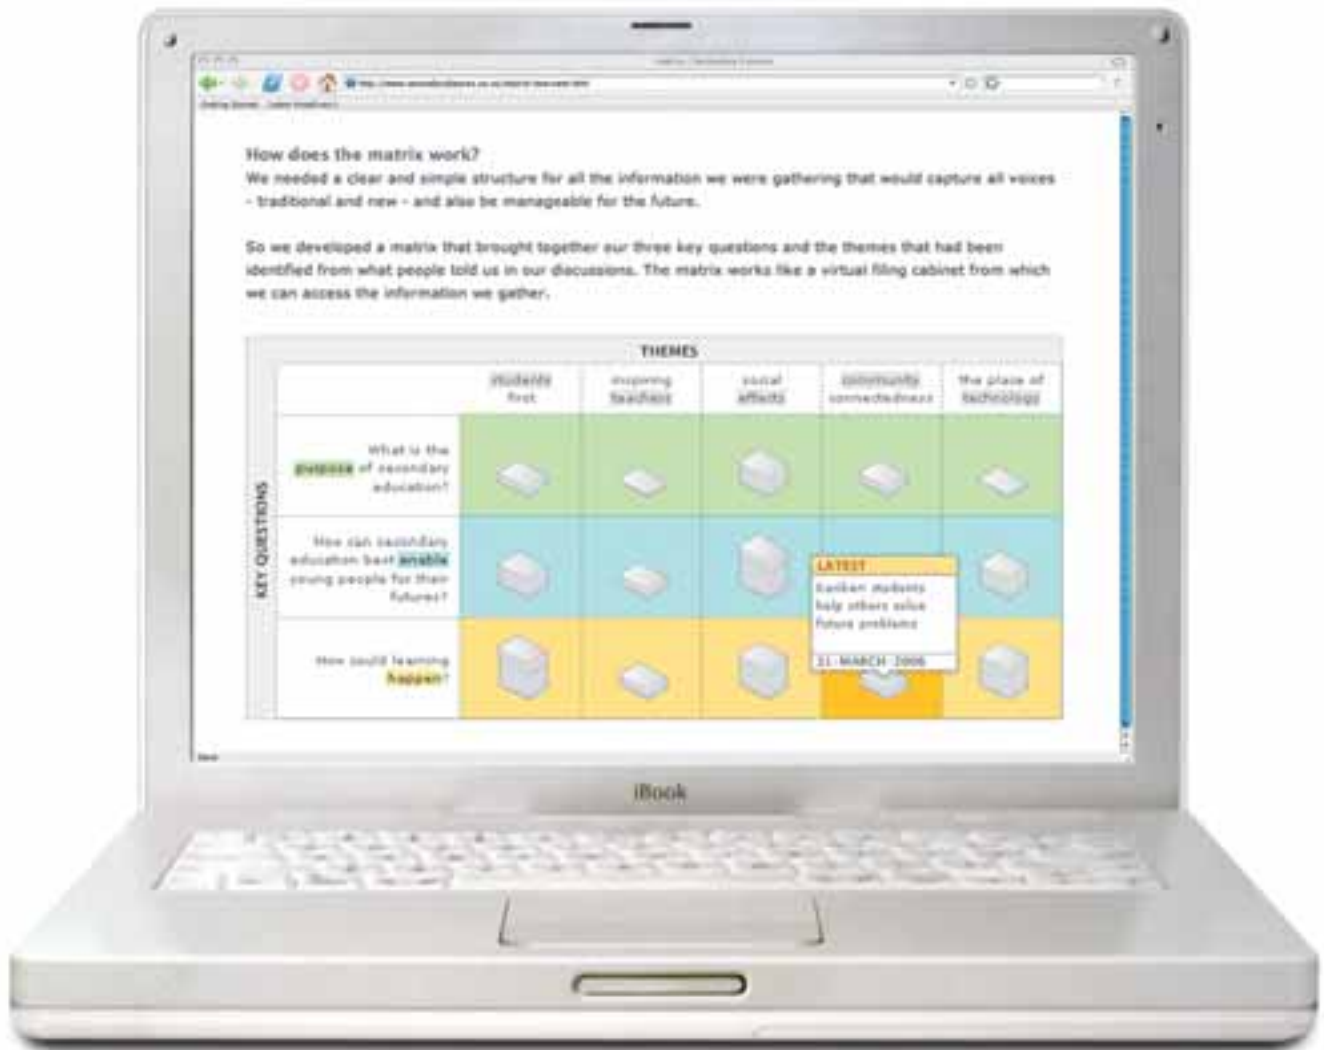 How does the matrix work?
We needed a clear and simple structure for all the information we were gathering that would capture all voices
- traditional and new - and also be manageable for the future.
So we developed a matrix that brought together our three key questions and the themes that had been
identified from what people told us in our discussions. The matrix works like a virtual filing cabinet from which
we can access the information we gather.
THEMES
students
first
inspiring
teachers
social
effects
community
connectedness
the place of
technology
KEY QUESTIONS
What is the
purpose of secondary
education?
How can secondary
education best enable
young people for their
futures?
How could learning
happen?
LATEST
students
help others solve
future problems
MARCH 2006
iBook